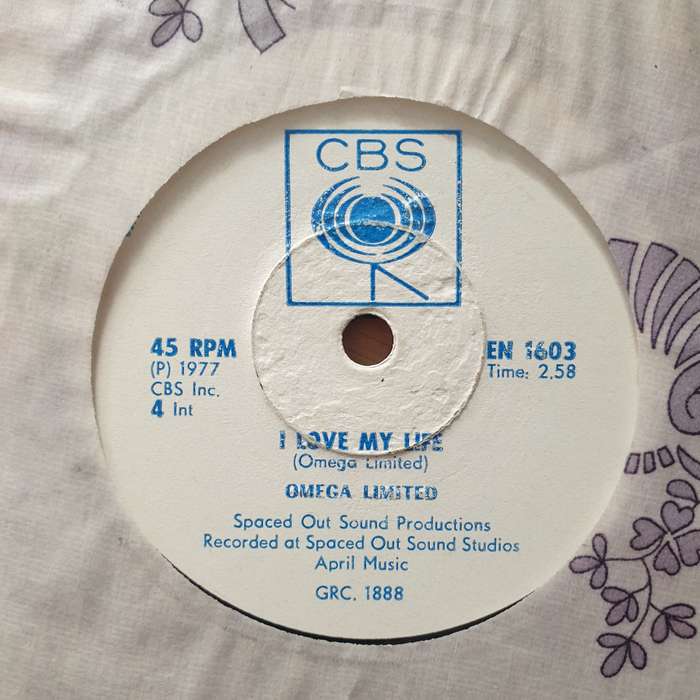 CBS
45 RPM
(P) 1977
CBS Inc.
4 Int
EN 1603
Time: 2.58
I LOVE MY LIFE
(Omega Limited)
OMEGA LIMITED
Spaced Out Sound Productions
Recorded at Spaced Out Sound Studios
April Music
GRC. 1888